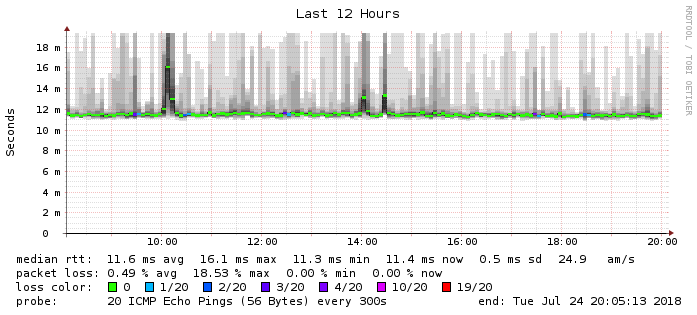 Last 12 Hours
RRDTOOL / TOBI OETIKER
Seconds
18 m
16 m
14 m
12 m
10 m
8 m
6 m
4 m
2 m
0
10:00 12:00 14:00 16:00 18:00 20:00
median rtt: 11.6 ms avg 16.1 ms max 11.3 ms min 11.4 ms now 0.5 ms sd 24.9 am/s
packet loss: 0.49 % avg 18.53 % max 0.00 % min 0.00 % now
loss color: 0 1/20 2/20 3/20 4/20 10/20 19/20
probe: 20 ICMP Echo Pings (56 Bytes) every 300s end: Tue Jul 24 20:05:13 2018